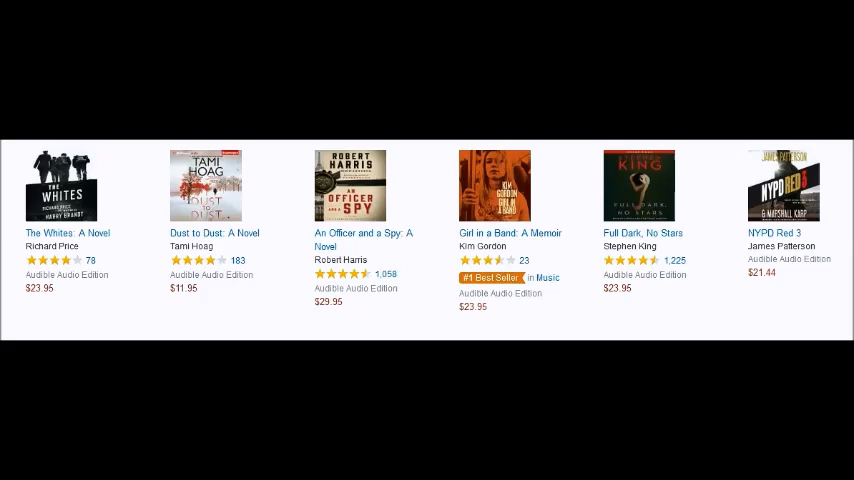 THE
WHITES
RICHARD PRICE
HARRY BRANDT
The Whites: A Novel
Richard Price
78
Audible Audio Edition
$23.95
TAMI
HOAG
DUST
TO
DUST
Dust to Dust: A Novel
Tami Hoag
183
Audible Audio Edition
$11.95
ROBERT
HARRIS
AN
OFFICER
AND A SPY
An Officer and a Spy: A
Novel
Robert Harris
1,058
Audible Audio Edition
$29.95
KIM
GORDON
GIRL IN
A BAND
Girl in a Band: A Memoir
Kim Gordon
23
#1 Best Seller in Music
Audible Audio Edition
$23.95
STEPHEN
KING
FULL DARK,
NO STARS
Full Dark, No Stars
Stephen King
1,225
Audible Audio Edition
$23.95
JAMES PATTERSON
NYPD RED 3
& MARSHALL KARP
NYPD Red 3
James Patterson
Audible Audio Edition
$21.44